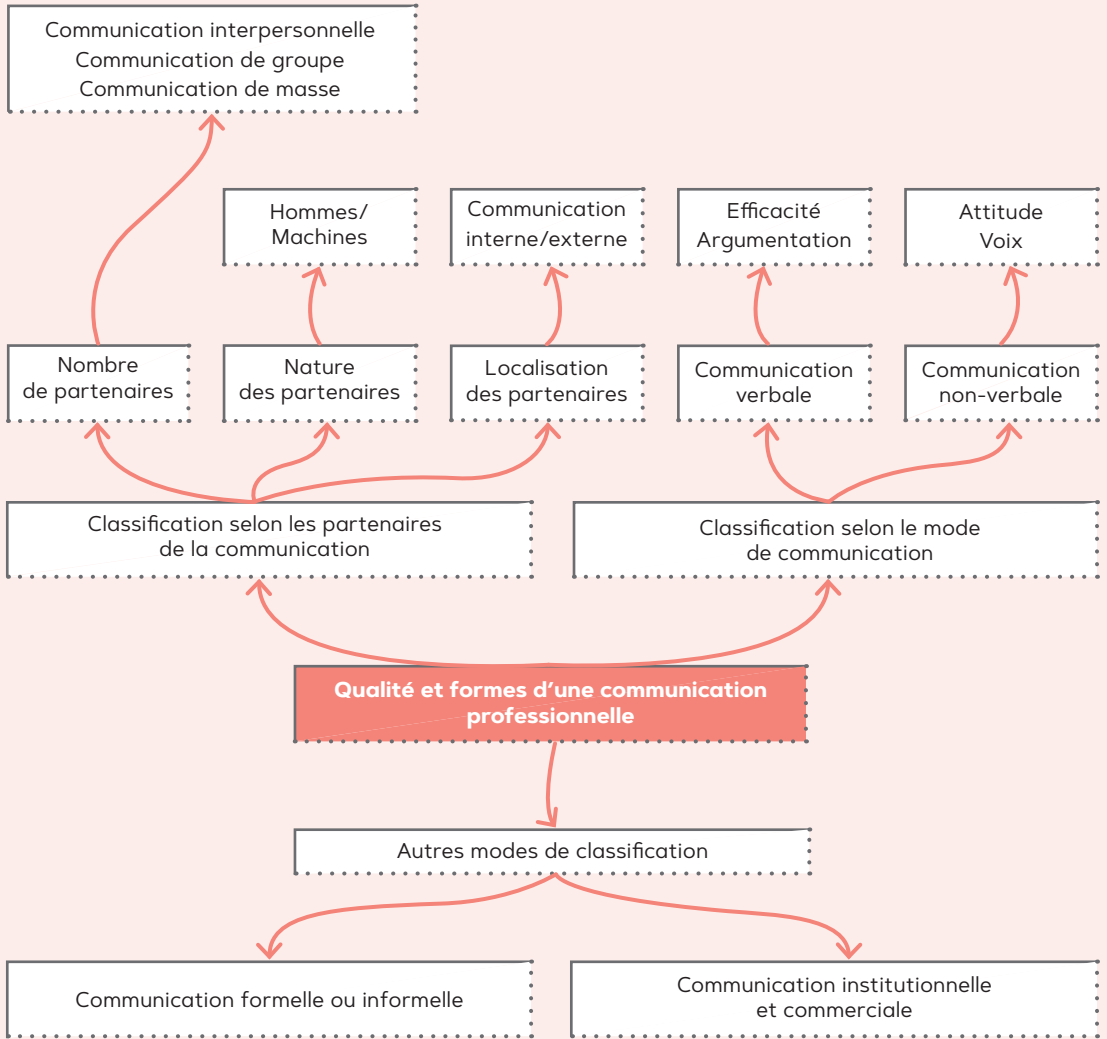 Communication interpersonnelle
Communication de groupe
Communication de masse
Hommes/
Machines
Communication
interne/externe
Efficacité
Argumentation
Attitude
Voix
Nombre
de partenaires
Nature
des partenaires
Localisation
des partenaires
Communication
verbale
Communication
non-verbale
Classification selon les partenaires
de la communication
Classification selon le mode
de communication
Qualité et formes d'une communication
professionnelle
Autres modes de classification
Communication formelle ou informelle
Communication institutionnelle
et commerciale